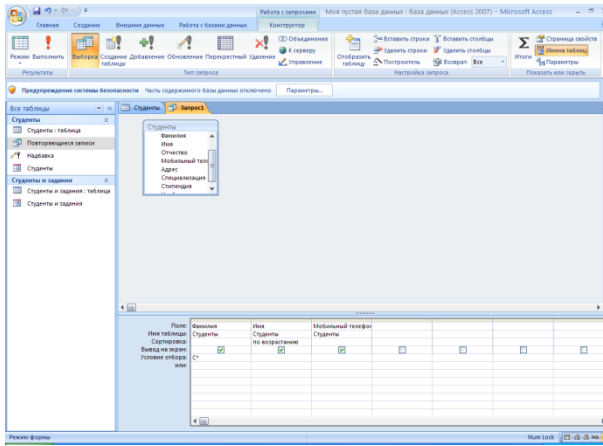 Работа с запросами
Моя пустая база данных : база данных (Access 2007) - Microsoft Access
Главная Создание Внешние данные Работа с базами данных Конструктор
Режим Выполнить
Выборка Создание таблицы Добавление Обновление Перекрестный Удаление
Объединение
К серверу
Управление
Отобразить таблицу
Вставить строки
Удалить строки
Построитель
Вставить столбцы
Удалить столбцы
Возврат: Все
Итоги
Страница свойств
Имена таблиц
Параметры
Результаты Тип запроса Настройка запроса Показать или скрыть
Предупреждение системы безопасности Часть содержимого базы данных отключено Параметры...
Все таблицы
Студенты
Студенты : таблица
Повторяющиеся записи
Надбавка
Студенты
Студенты и задания
Студенты и задания : таблица
Студенты и задания
Студенты Запрос1
Студенты
Фамилия
Имя
Отчество
Мобильный теле
Адрес
Специализация
Стипендия
Поле: Фамилия Имя Мобильный телефон
Имя таблицы: Студенты Студенты Студенты
Сортировка: по возрастанию
Вывод на экран:
Условие отбора: С*
или:
Режим формы Num Lock